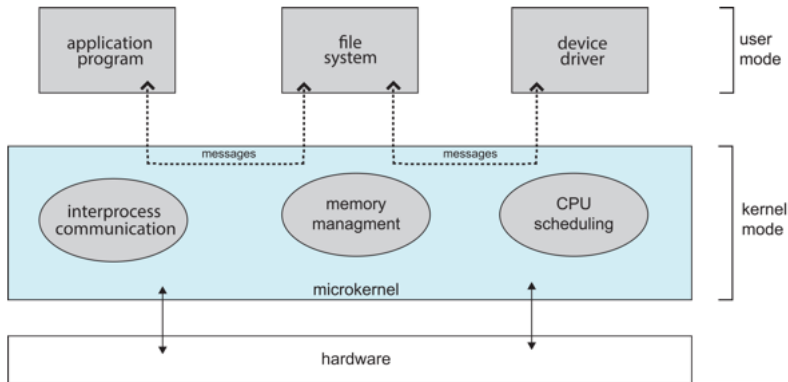 application
program
file
system
device
driver
user
mode
messages
messages
interprocess
communication
memory
managment
CPU
scheduling
kernel
mode
microkernel
hardware